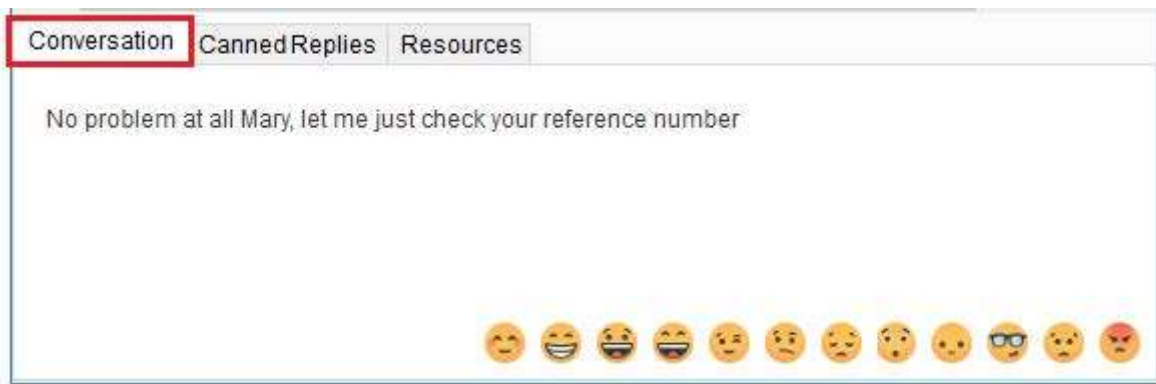 Conversation Canned Replies Resources
No problem at all Mary, let me just check your reference number